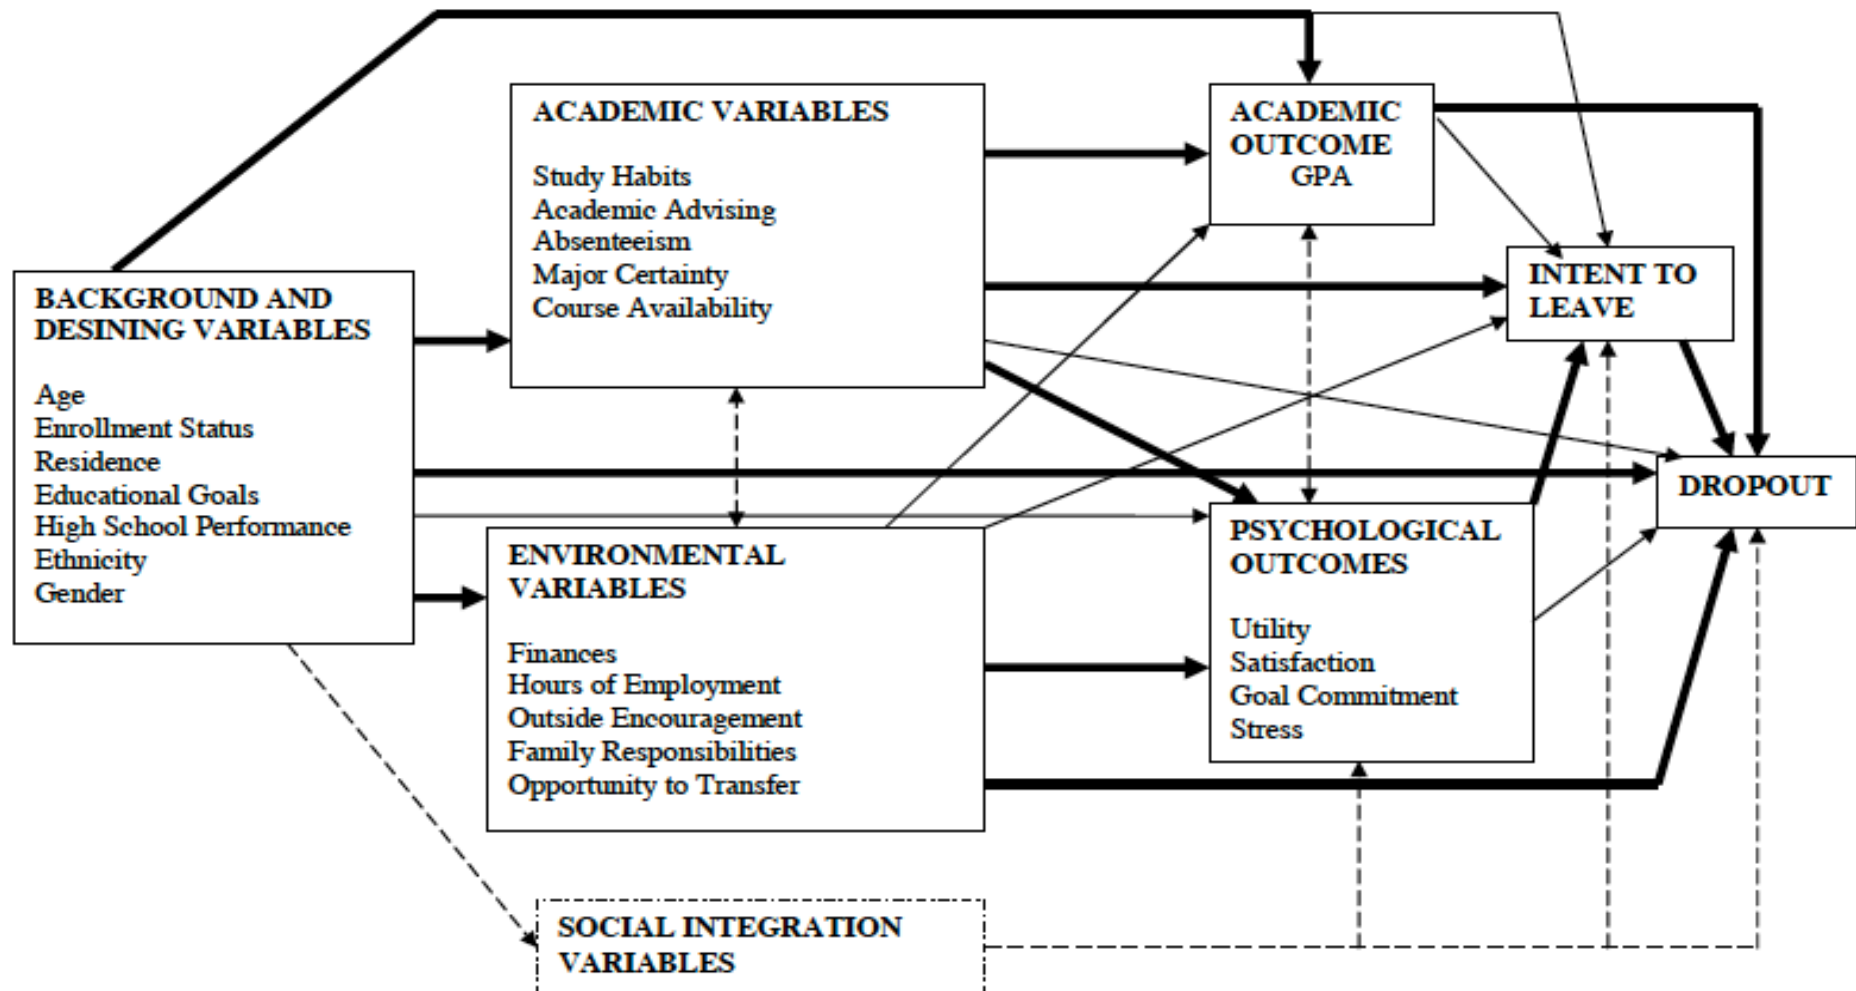 BACKGROUND AND
DESINING VARIABLES
Age
Enrollment Status
Residence
Educational Goals
High School Performance
Ethnicity
Gender
ACADEMIC VARIABLES
Study Habits
Academic Advising
Absenteeism
Major Certainty
Course Availability
ENVIRONMENTAL
VARIABLES
Finances
Hours of Employment
Outside Encouragement
Family Responsibilities
Opportunity to Transfer
SOCIAL INTEGRATION
VARIABLES
ACADEMIC
OUTCOME
GPA
PSYCHOLOGICAL
OUTCOMES
Utility
Satisfaction
Goal Commitment
Stress
INTENT TO
LEAVE
DROPOUT